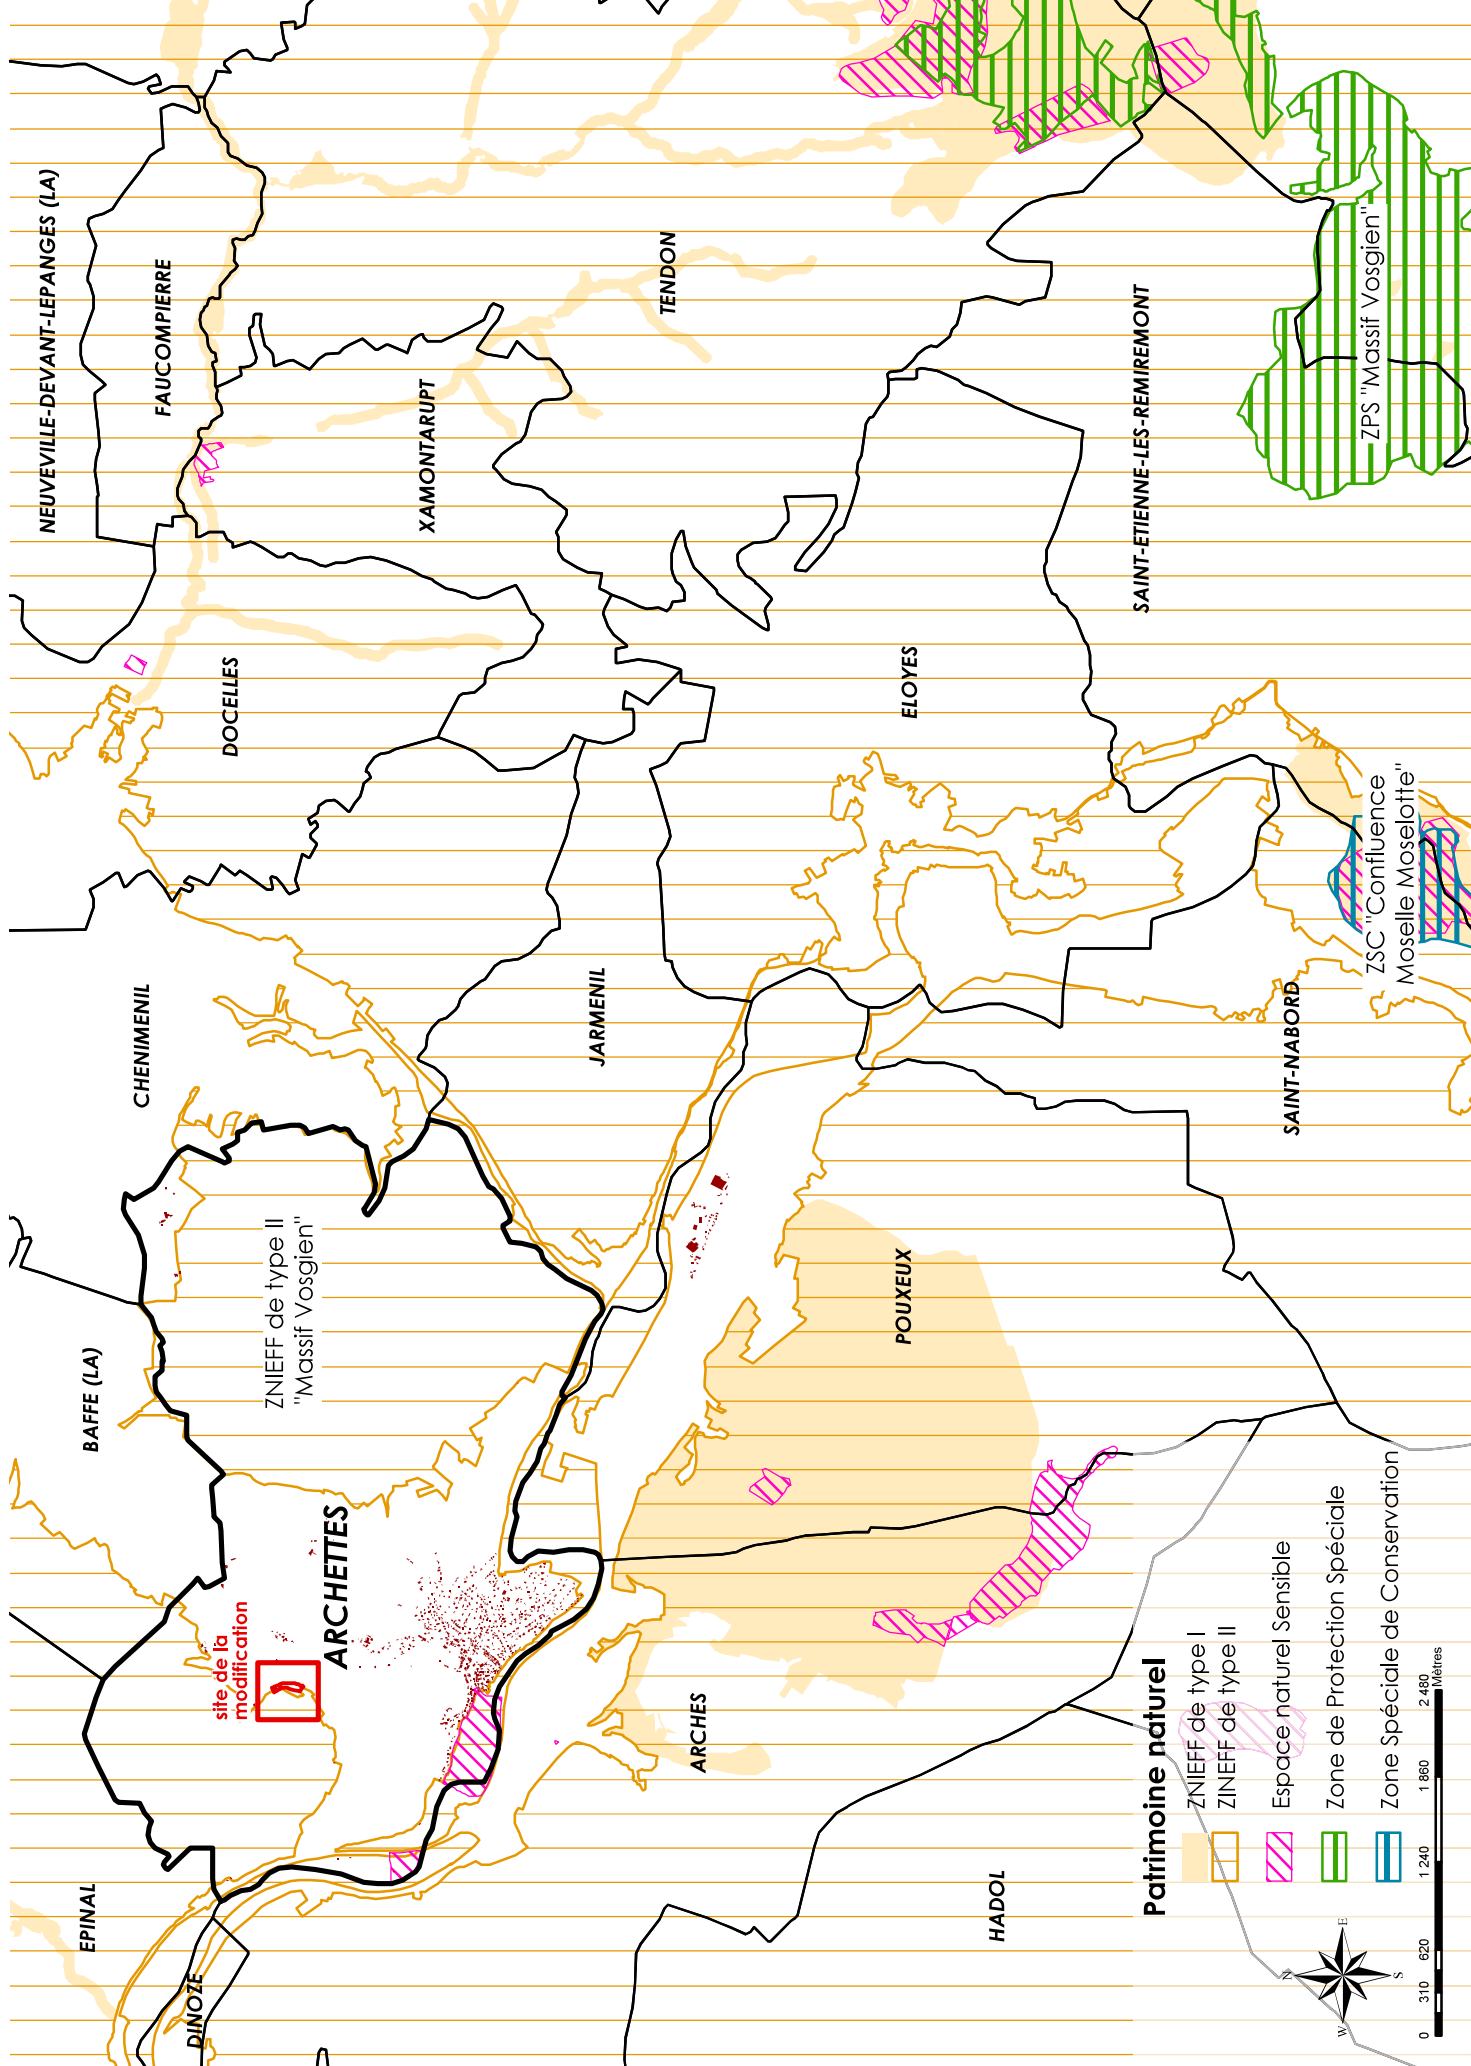 EPINAL
BAFFE (LA)
CHENIMENIL
NEUVEVILLE-DEVANT-LEPANGES (LA)
FAUCOMPIERRE
DINOZE
DOCELLES
site de la
modification
ZNIEFF de type II
"Massif Vosgien"
ARCHETTES
XAMONTARUPT
JARMENIL
TENDON
ARCHES
POUXEUX
ELOYES
HADOL
SAINT-ETIENNE-LES-REMIREMONT
SAINT-NABORD
ZPS "Massif Vosgien"
ZSC "Confluence
Moselle Moselotte"
Patrimoine naturel
ZNIEFF de type I
ZINEFF de type II
Espace naturel Sensible
Zone de Protection Spéciale
Zone Spéciale de Conservation
N
W
E
S
0 310 620 1 240 1 860 2 480
Mètres